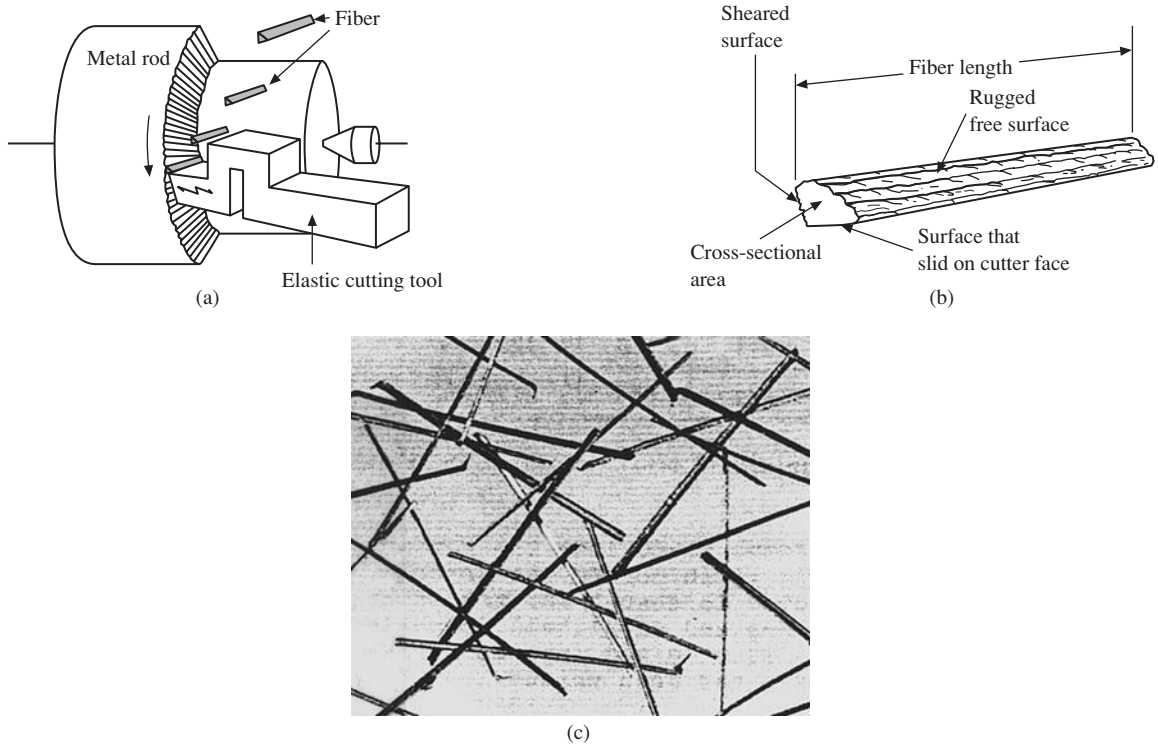 Fiber
Metal rod
Elastic cutting tool
(a)
Sheared
surface
Fiber length
Rugged
free surface
Cross-sectional
area
Surface that
slid on cutter face
(b)
(c)